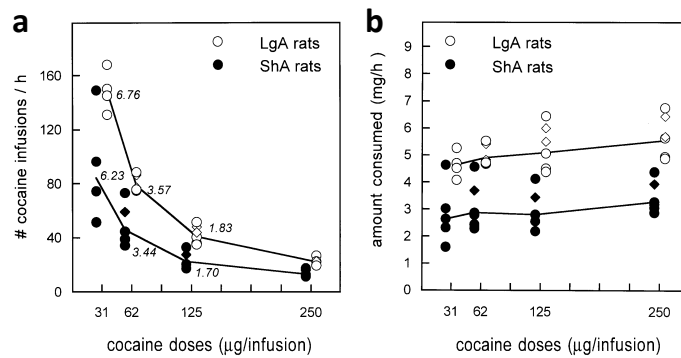 a
LgA rats
ShA rats
# cocaine infusions / h
160
120
80
40
0
6.76
6.23
3.57
3.44
1.83
1.70
31 62 125 250
cocaine doses (µg/infusion)
b
LgA rats
ShA rats
amount consumed (mg/h)
9
8
7
6
5
4
3
2
1
0
31 62 125 250
cocaine doses (µg/infusion)